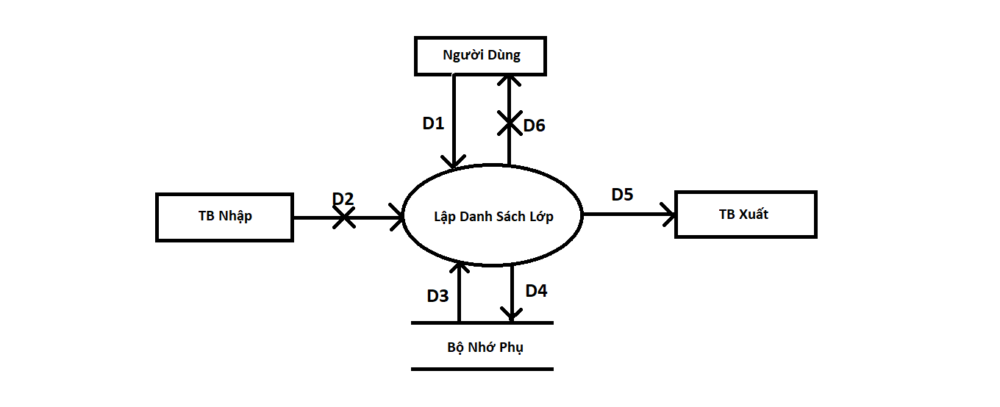 Người Dùng
D1
D6
D2
D5
TB Nhập
Lập Danh Sách Lớp
TB Xuất
D3
D4
Bộ Nhớ Phụ